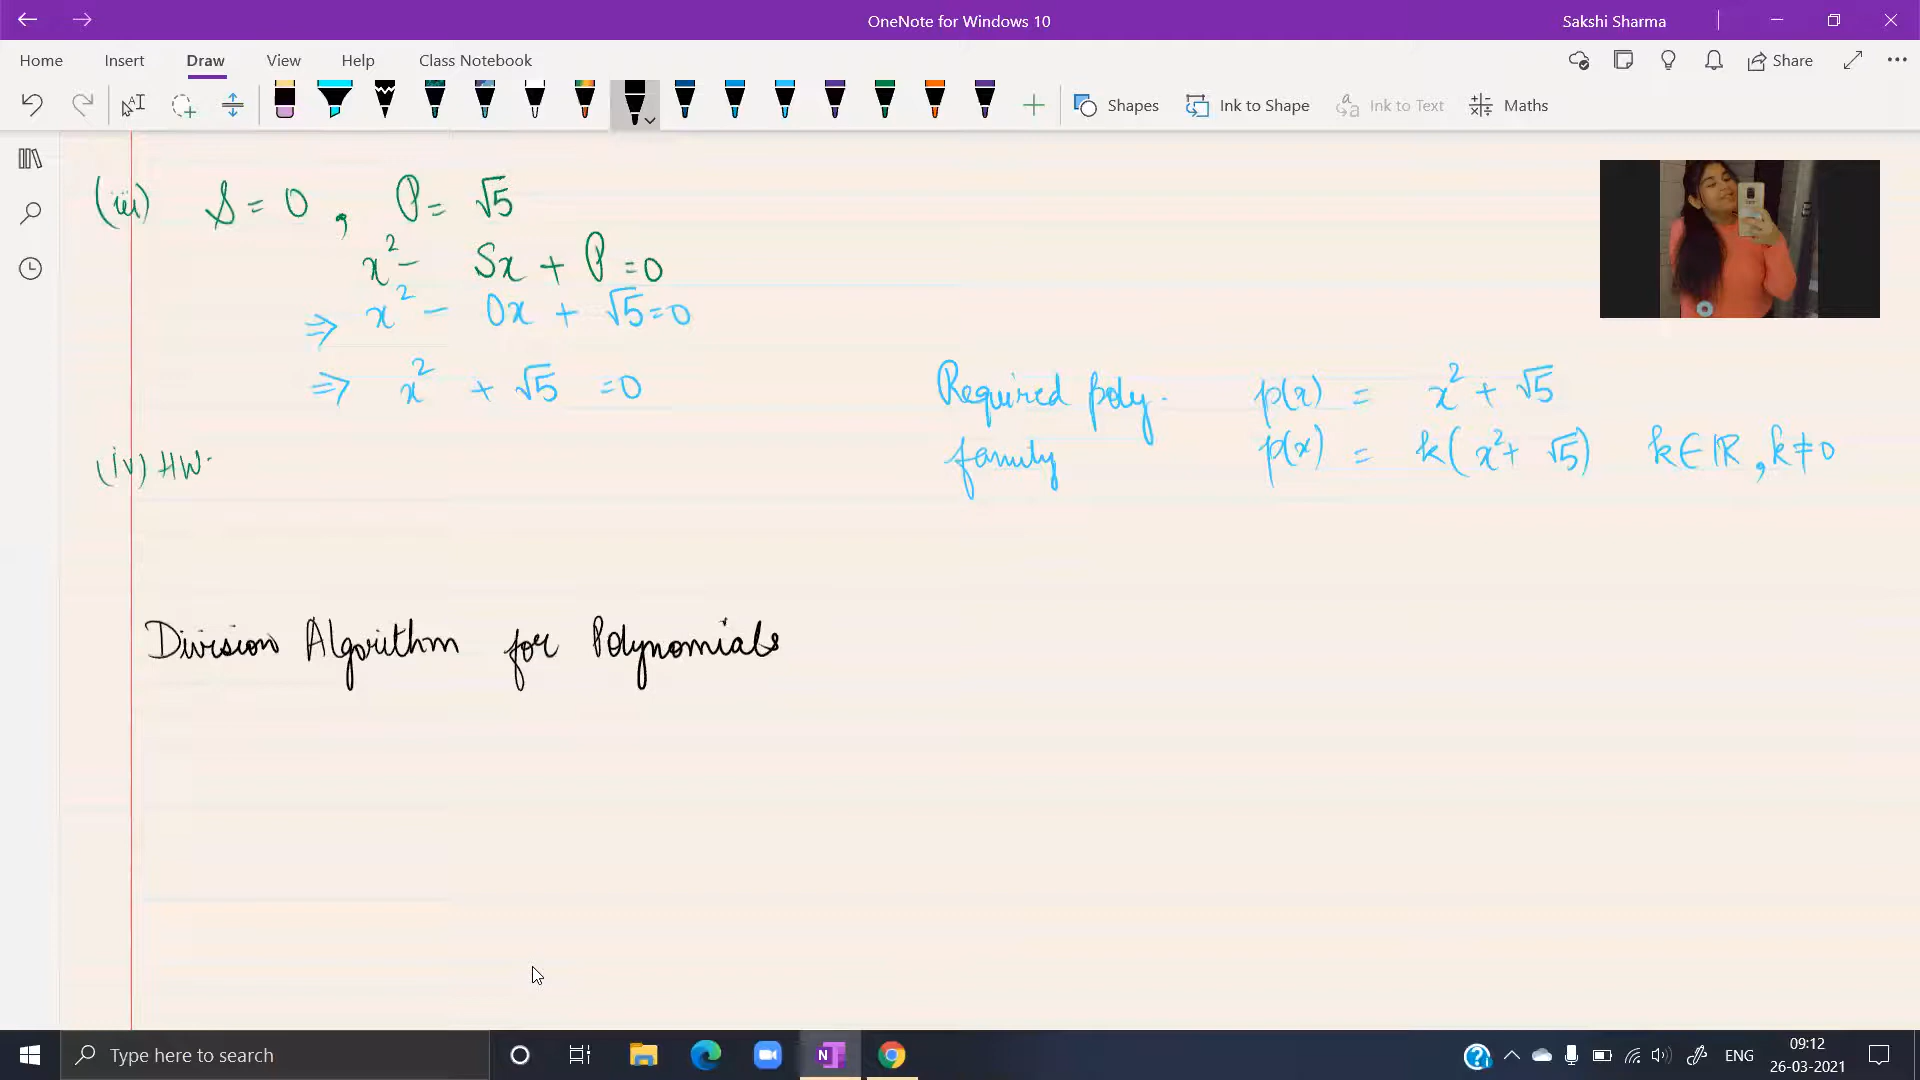 OneNote for Windows 10
Sakshi Sharma
Home Insert Draw View Help Class Notebook
Share
Shapes Ink to Shape Ink to Text Maths
(iii) S = 0 , P = √5
x² - Sx + P = 0
⇒ x² - 0x + √5 = 0
⇒ x² + √5 = 0
Required poly. p(x) = x² + √5
family p(x) = k(x² + √5) k ∈ ℝ, k ≠ 0
(iv) HW.
Division Algorithm for Polynomials
Type here to search
ENG
09:12
26-03-2021